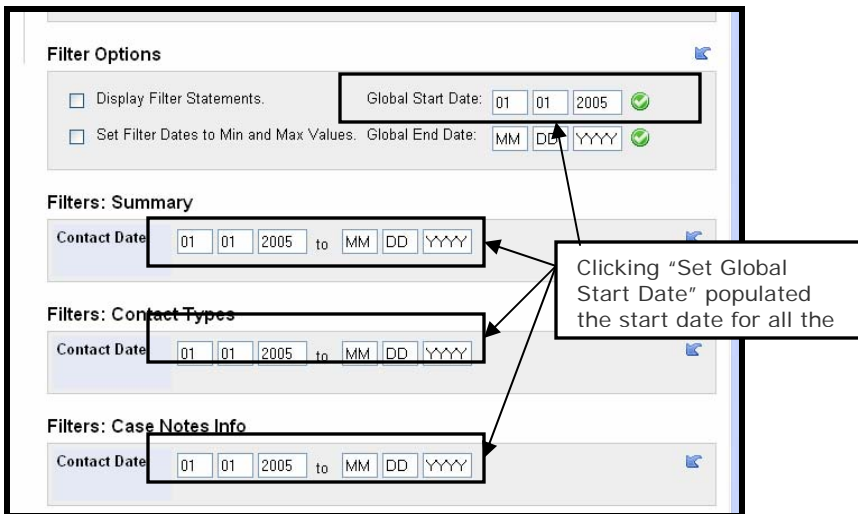 Filter Options
Display Filter Statements. Global Start Date: 01 01 2005
Set Filter Dates to Min and Max Values. Global End Date: MM DD YYYY
Filters: Summary
Contact Date 01 01 2005 to MM DD YYYY
Clicking “Set Global
Start Date” populated
the start date for all the
Filters: Contact Types
Contact Date 01 01 2005 to MM DD YYYY
Filters: Case Notes Info
Contact Date 01 01 2005 to MM DD YYYY